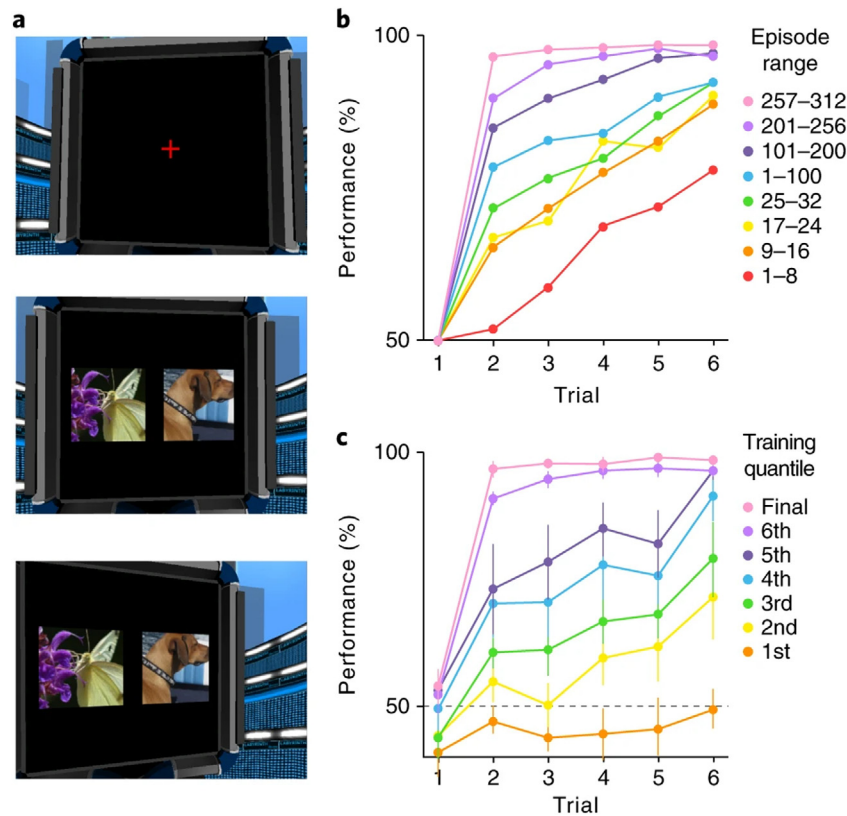 a
b
100
50
Performance (%)
1 2 3 4 5 6
Trial
Episode
range
257–312
201–256
101–200
1–100
25–32
17–24
9–16
1–8
c
100
50
Performance (%)
1 2 3 4 5 6
Trial
Training
quantile
Final
6th
5th
4th
3rd
2nd
1st